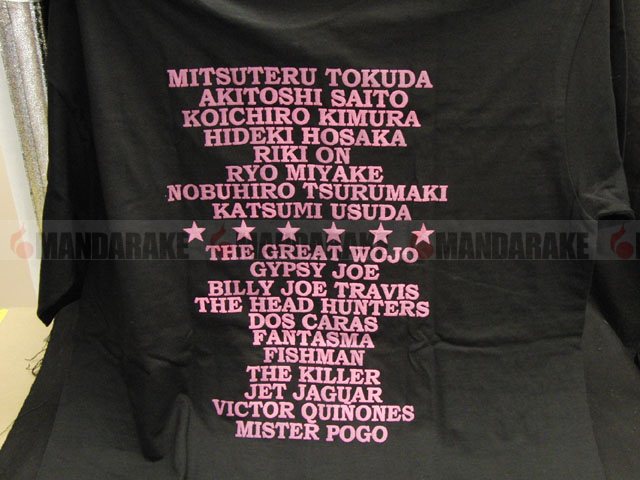 MITSUTERU TOKUDA
AKITOSHI SAITO
KOICHIRO KIMURA
HIDEKI HOSAKA
RIKI ON
RYO MIYAKE
NOBUHIRO TSURUMAKI
KATSUMI USUDA
★ ★ ★ ★ ★ ★
MANDARAKE MANDARAKE MANDARAKE
THE GREAT WOJO
GYPSY JOE
BILLY JOE TRAVIS
THE HEAD HUNTERS
DOS CARAS
FANTASMA
FISHMAN
THE KILLER
JET JAGUAR
VICTOR QUIÑONES
MISTER POGO